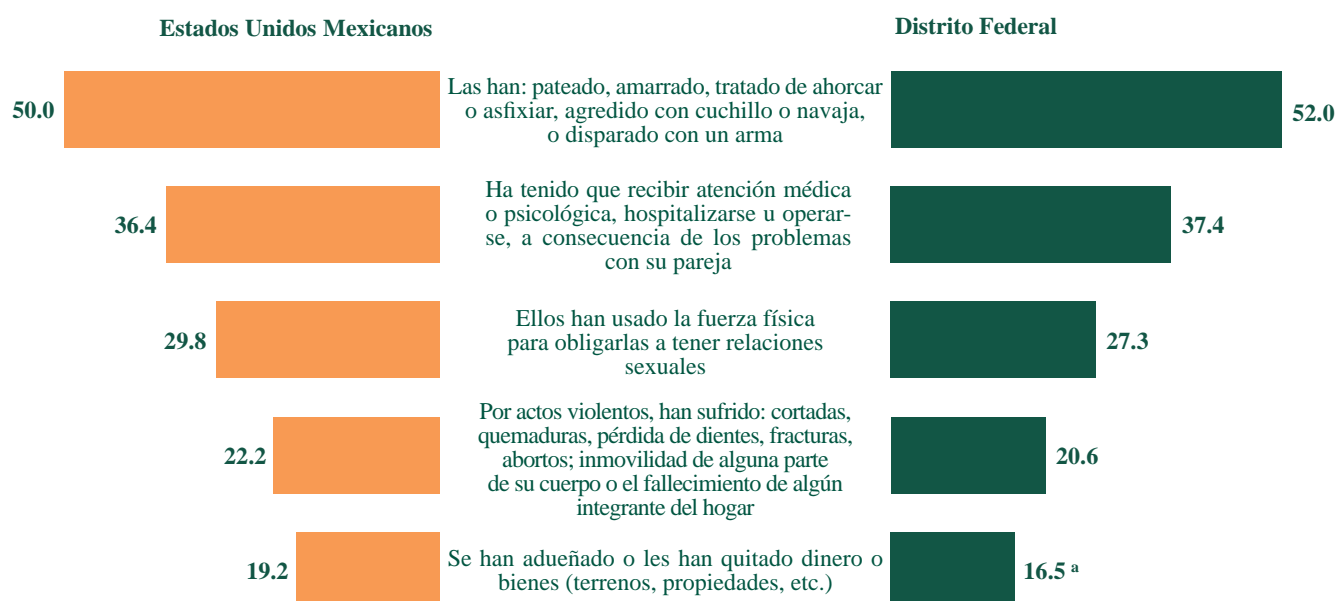 Estados Unidos Mexicanos
Distrito Federal
50.0
Las han: pateado, amarrado, tratado de ahorcar
o asfixiar, agredido con cuchillo o navaja,
o disparado con un arma
52.0
36.4
Ha tenido que recibir atención médica
o psicológica, hospitalizarse u operar-
se, a consecuencia de los problemas
con su pareja
37.4
29.8
Ellos han usado la fuerza física
para obligarlas a tener relaciones
sexuales
27.3
22.2
Por actos violentos, han sufrido: cortadas,
quemaduras, pérdida de dientes, fracturas,
abortos; inmovilidad de alguna parte
de su cuerpo o el fallecimiento de algún
integrante del hogar
20.6
19.2
Se han adueñado o les han quitado dinero o
bienes (terrenos, propiedades, etc.)
16.5 a